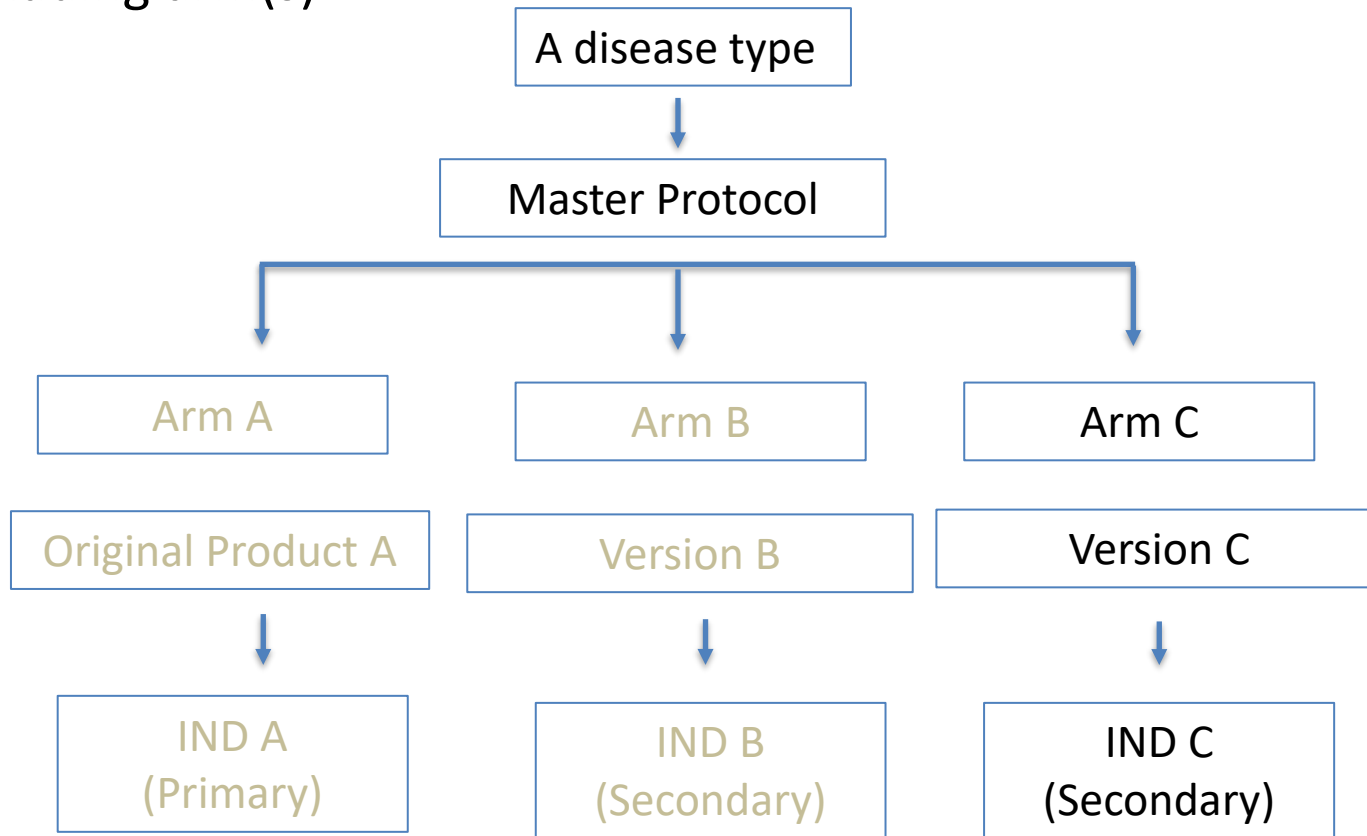 A disease type
Master Protocol
Arm A
Arm B
Arm C
Original Product A
Version B
Version C
IND A
(Primary)
IND B
(Secondary)
IND C
(Secondary)